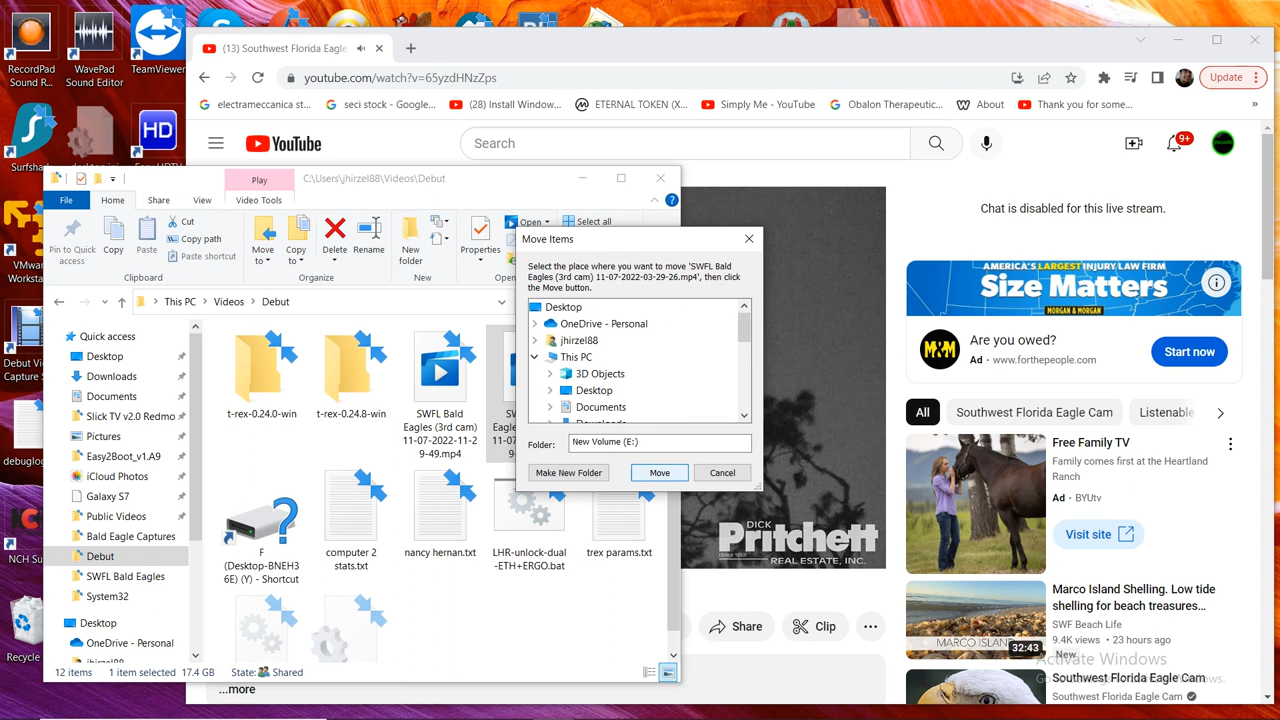 RecordPad
Sound R...
WavePad
Sound Editor
TeamViewer
Surfsha
HD
VMwa
Worksta
Debut Vi
Capture S
debuglog
NCH Su
Recycle
(13) Southwest Florida Eagle
youtube.com/watch?v=65yzdHNzZps
Update
electrameccanica st...
seci stock - Google...
(28) Install Window...
ETERNAL TOKEN (X...
Simply Me - YouTube
Obalon Therapeutic...
About
Thank you for some...
»
YouTube
Search
9+
Play
C:\Users\jhirzel88\Videos\Debut
File
Home
Share
View
Video Tools
Pin to Quick
access
Copy
Paste
Cut
Copy path
Paste shortcut
Move
to
Copy
to
Delete
Rename
New
folder
Properties
Open
Select all
Clipboard
Organize
New
Open
This PC
Videos
Debut
Quick access
Desktop
Downloads
Documents
Slick TV v2.0 Redmo
Pictures
Easy2Boot_v1.A9
iCloud Photos
Galaxy S7
Public Videos
Bald Eagle Captures
Debut
SWFL Bald Eagles
System32
Desktop
OneDrive - Personal
jhirzel88
t-rex-0.24.0-win
t-rex-0.24.8-win
SWFL Bald
Eagles (3rd cam)
11-07-2022-11-2
9-49.mp4
F
(Desktop-BNEH3
6E) (Y) - Shortcut
computer 2
stats.txt
nancy hernan.txt
LHR-unlock-dual
-ETH+ERGO.bat
trex params.txt
12 items
1 item selected
17.4 GB
State:
Shared
Move Items
Select the place where you want to move 'SWFL Bald
Eagles (3rd cam) 11-07-2022-03-29-26.mp4', then click
the Move button.
Desktop
OneDrive - Personal
jhirzel88
This PC
3D Objects
Desktop
Documents
Folder:
New Volume (E:)
Make New Folder
Move
Cancel
DICK
Pritchett
(Since 1950)
REAL ESTATE, INC.
Share
Clip
...more
Chat is disabled for this live stream.
AMERICA'S LARGEST INJURY LAW FIRM
Size Matters
MORGAN & MORGAN
M&M
Are you owed?
Ad · www.forthepeople.com
Start now
All
Southwest Florida Eagle Cam
Listenable
Free Family TV
Family comes first at the Heartland
Ranch
Ad · BYUtv
Visit site
Marco Island Shelling. Low tide
shelling for beach treasures...
SWF Beach Life
9.4K views · 23 hours ago
New
MARCO ISLAND
32:43
Activate Windows
Southwest Florida Eagle Cam
Southwest Florida Eagle Cam